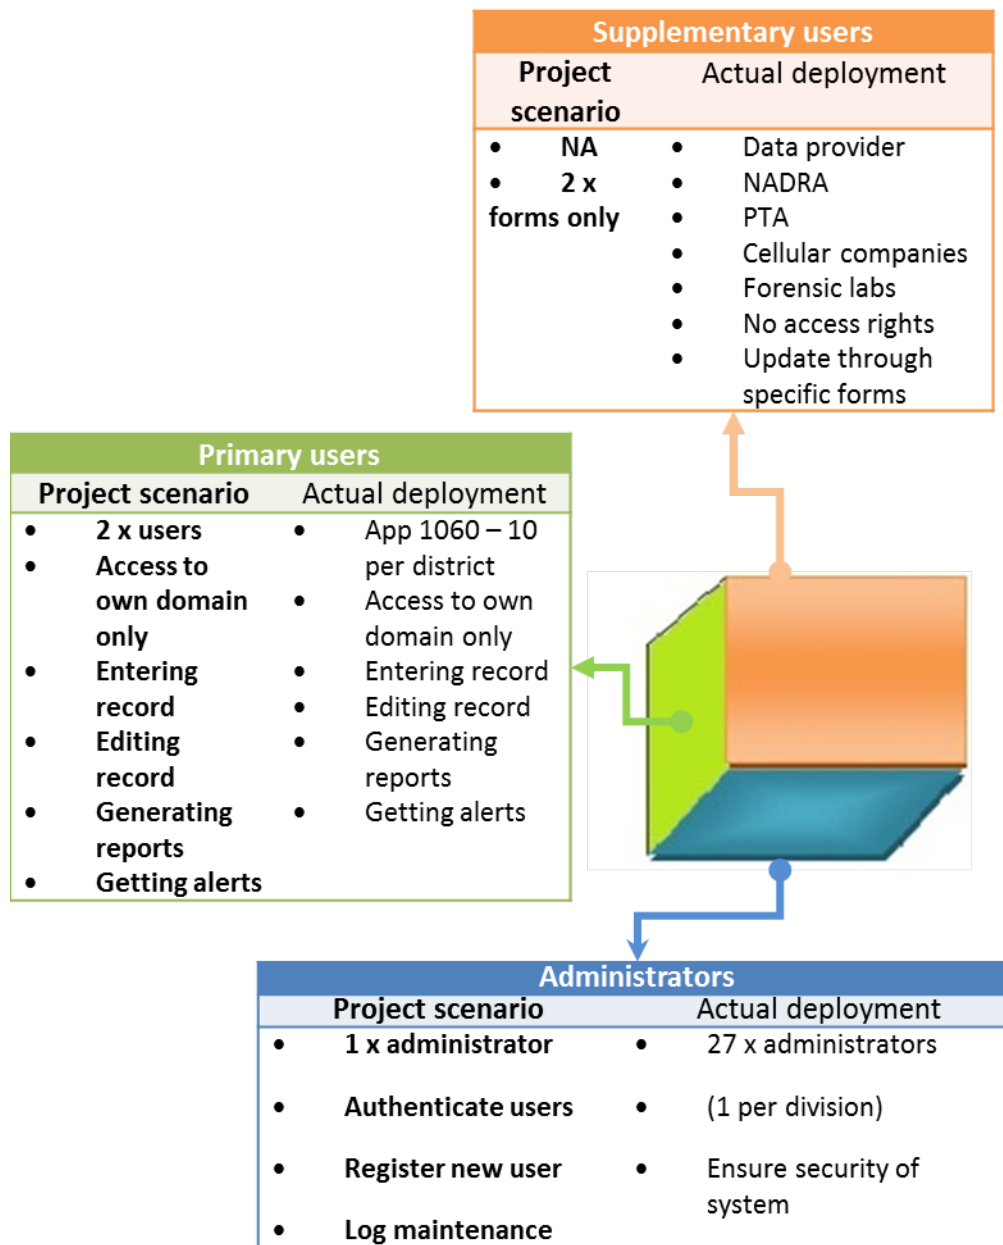 Supplementary users
Project scenario
Actual deployment
• NA
• 2 x forms only
• Data provider
• NADRA
• PTA
• Cellular companies
• Forensic labs
• No access rights
• Update through
specific forms
Primary users
Project scenario
Actual deployment
• 2 x users
• Access to
own domain
only
• Entering
record
• Editing
record
• Generating
reports
• Getting alerts
• App 1060 – 10
per district
• Access to own
domain only
• Entering record
• Editing record
• Generating
reports
• Getting alerts
Administrators
Project scenario
Actual deployment
• 1 x administrator
• Authenticate users
• Register new user
• Log maintenance
• 27 x administrators
• (1 per division)
• Ensure security of
system